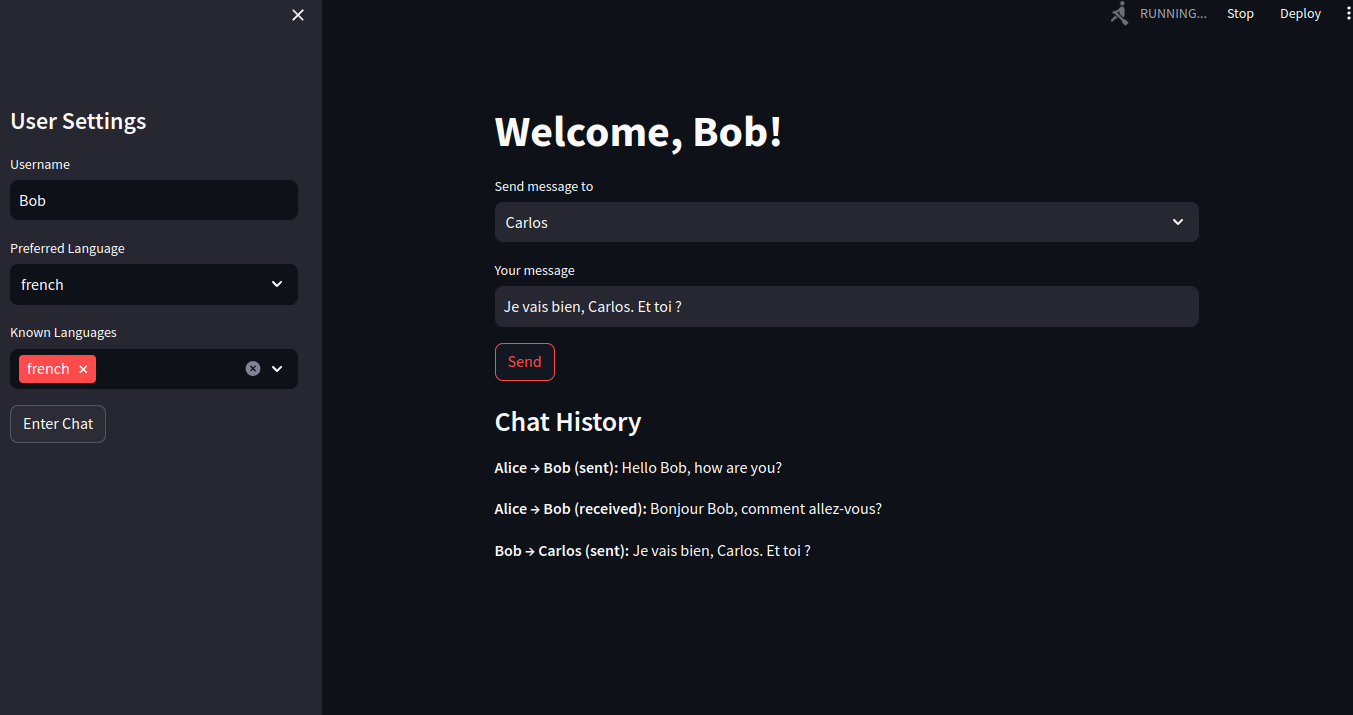 RUNNING...
Stop
Deploy
User Settings
Username
Bob
Preferred Language
french
Known Languages
french
Enter Chat
Welcome, Bob!
Send message to
Carlos
Your message
Je vais bien, Carlos. Et toi ?
Send
Chat History
Alice → Bob (sent): Hello Bob, how are you?
Alice → Bob (received): Bonjour Bob, comment allez-vous?
Bob → Carlos (sent): Je vais bien, Carlos. Et toi ?